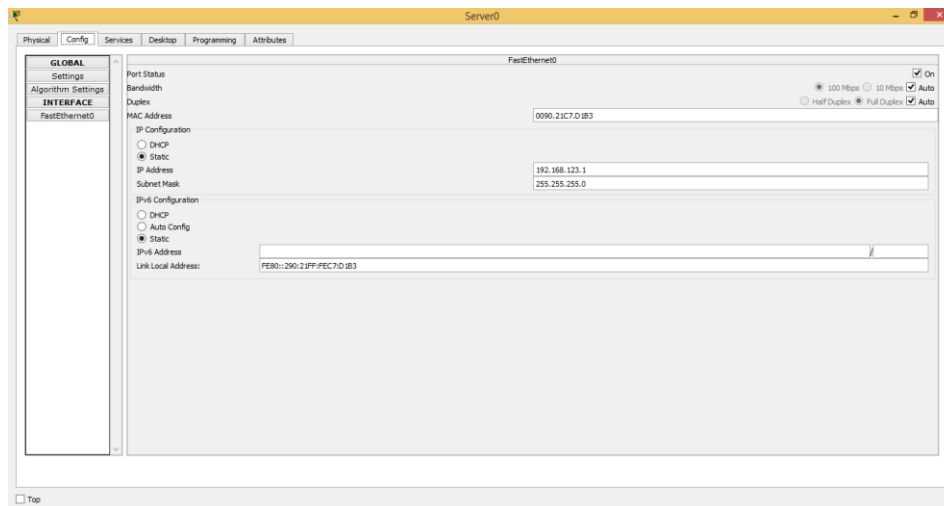 Server0
Physical Config Services Desktop Programming Attributes
GLOBAL
Settings
Algorithm Settings
INTERFACE
FastEthernet0
FastEthernet0
Port Status On
Bandwidth 100 Mbps 10 Mbps Auto
Duplex Half Duplex Full Duplex Auto
MAC Address 0090.21C7.D1B3
IP Configuration
DHCP
Static
IP Address 192.168.123.1
Subnet Mask 255.255.255.0
IPv6 Configuration
DHCP
Auto Config
Static
IPv6 Address /
Link Local Address: FE80::290:21FF:FEC7:D1B3
Top